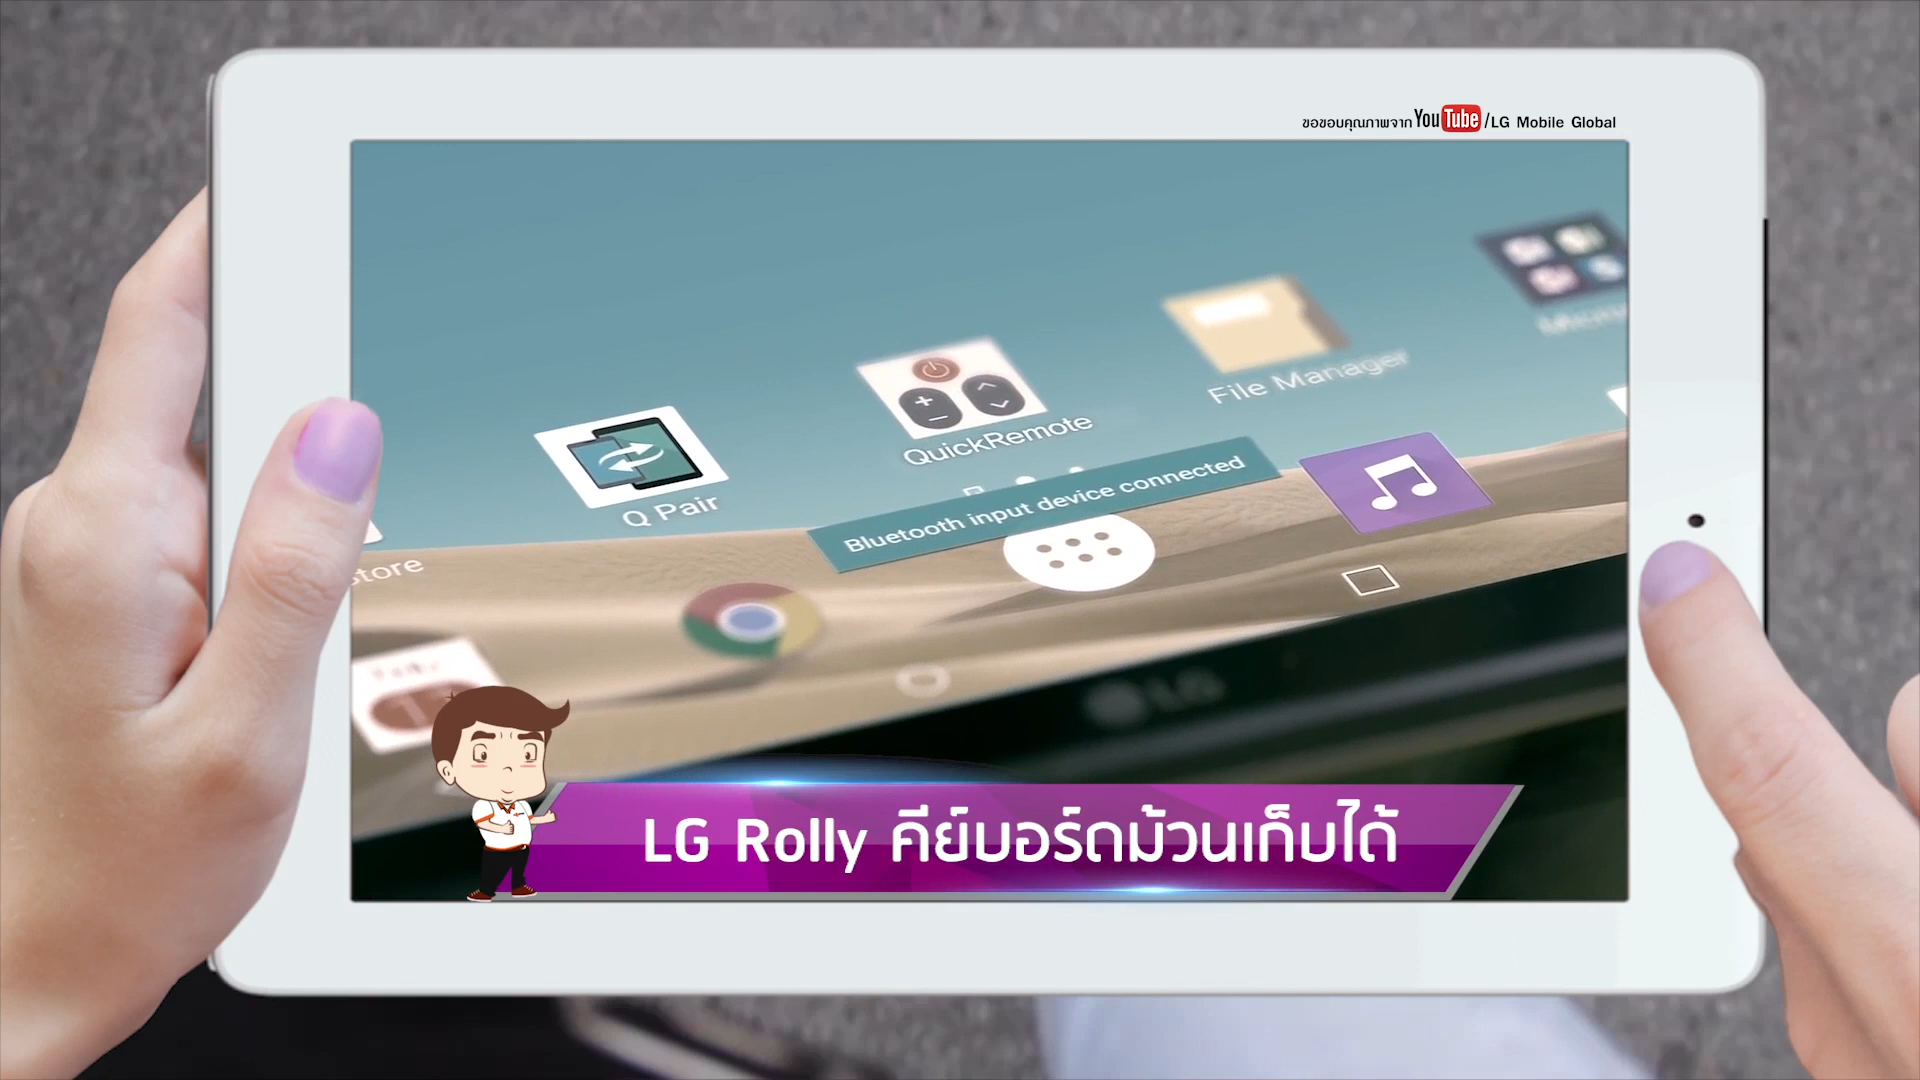 ขอขอบคุณภาพจาก YouTube /LG Mobile Global
File Manager
QuickRemote
Q Pair
Bluetooth input device connected
store
LG
LG Rolly คีย์บอร์ดม้วนเก็บได้